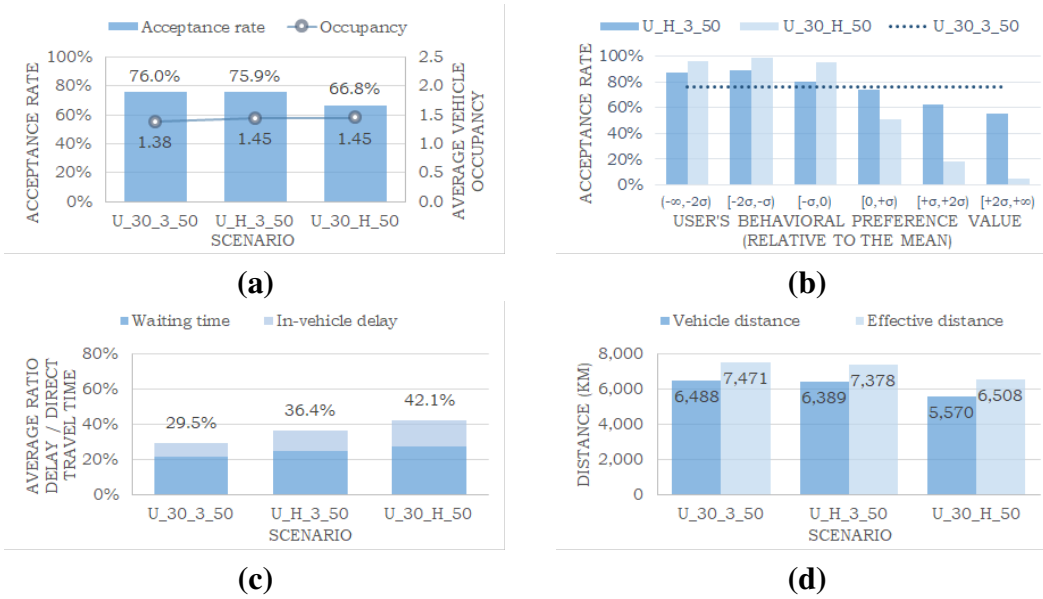 Acceptance rate Occupancy
ACCEPTANCE RATE
100%
80%
60%
40%
20%
0%
76.0%
75.9%
66.8%
1.38
1.45
1.45
2.5
2.0
1.5
1.0
0.5
0.0
AVERAGE VEHICLE
OCCUPANCY
U_30_3_50 U_H_3_50 U_30_H_50
SCENARIO
(a)
U_H_3_50 U_30_H_50 U_30_3_50
ACCEPTANCE RATE
100%
80%
60%
40%
20%
0%
(-∞,-2σ) [-2σ,-σ) [-σ,0) [0,+σ) [+σ,+2σ) [+2σ,+∞)
USER'S BEHAVIORAL PREFERENCE VALUE
(RELATIVE TO THE MEAN)
(b)
Waiting time In-vehicle delay
AVERAGE RATIO
DELAY / DIRECT
TRAVEL TIME
80%
60%
40%
20%
0%
29.5%
36.4%
42.1%
U_30_3_50 U_H_3_50 U_30_H_50
SCENARIO
(c)
Vehicle distance Effective distance
DISTANCE (KM)
8,000
6,000
4,000
2,000
0
6,488
7,471
6,389
7,378
5,570
6,508
U_30_3_50 U_H_3_50 U_30_H_50
SCENARIO
(d)